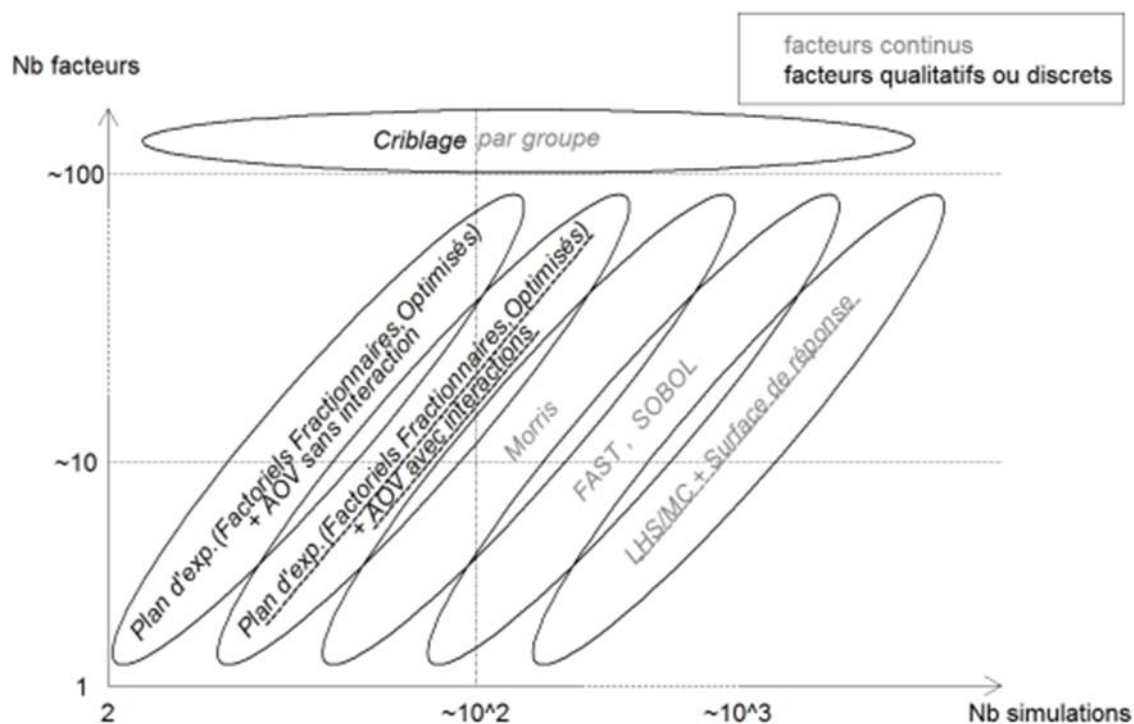 facteurs continus
facteurs qualitatifs ou discrets
Nb facteurs
Criblage par groupe
~100
Plan d'exp.(Factoriels Fractionnaires,Optimisés)
+ AOV sans interaction
Plan d'exp.(Factoriels Fractionnaires,Optimisés)
+ AOV avec interactions
Morris
FAST , SOBOL
LHS/MC + Surface de réponse
~10
1
2
~10^2
~10^3
Nb simulations